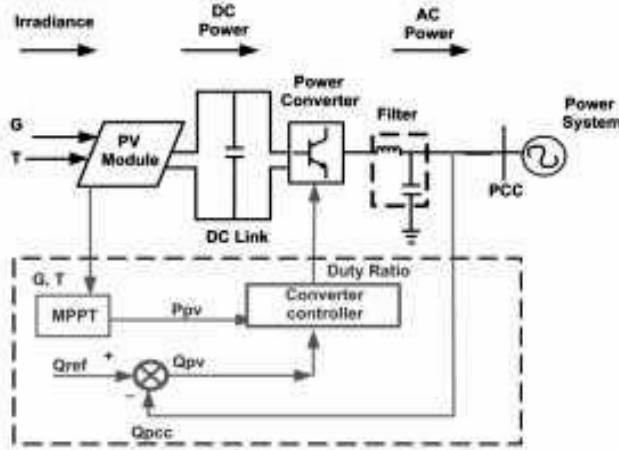 Irradiance
DC
Power
AC
Power
Power
Converter
Filter
Power
System
G
T
PV
Module
PCC
DC Link
G, T
Duty Ratio
MPPT
Ppv
Converter
controller
Qref
+
Qpv
−
Qpcc